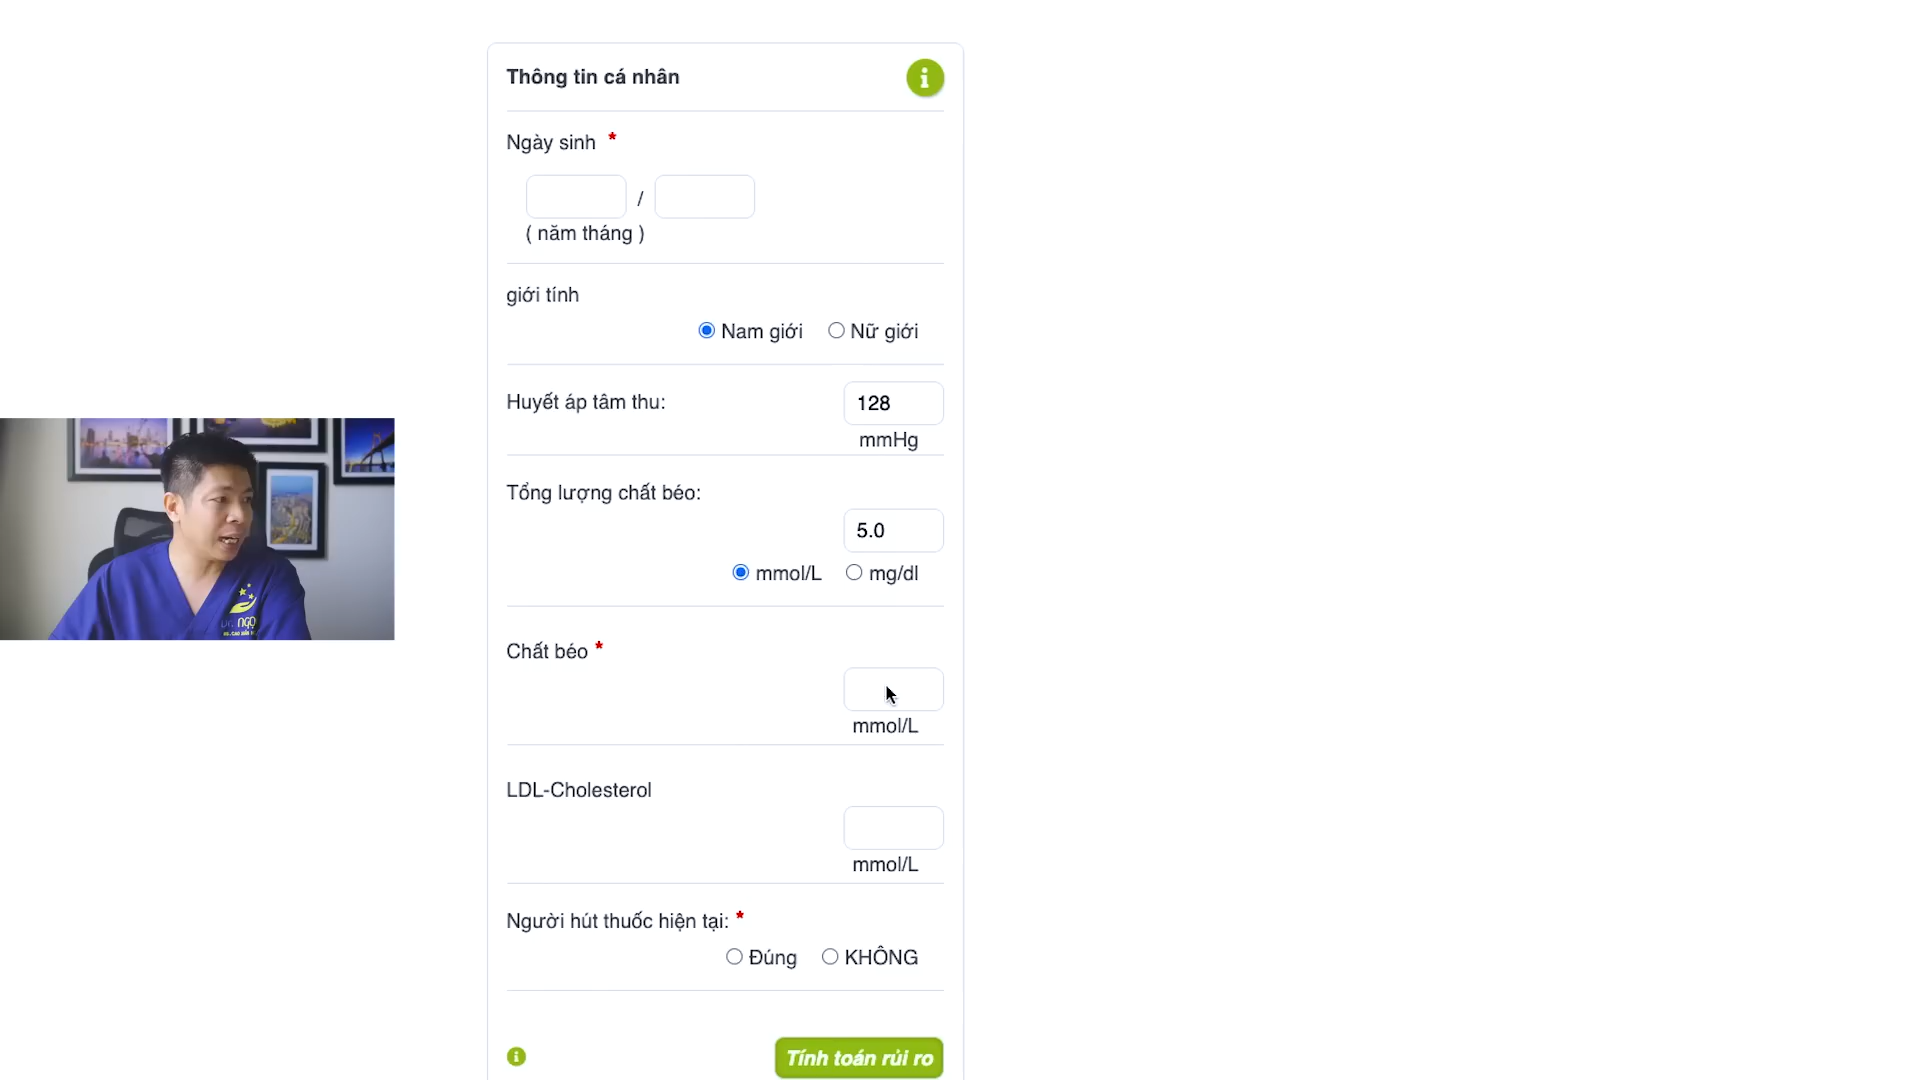 Thông tin cá nhân
Ngày sinh *
/
( năm tháng )
giới tính
Nam giới Nữ giới
Huyết áp tâm thu:
128
mmHg
Tổng lượng chất béo:
5.0
mmol/L mg/dl
Chất béo *
mmol/L
LDL-Cholesterol
mmol/L
Người hút thuốc hiện tại: *
Đúng KHÔNG
Tính toán rủi ro